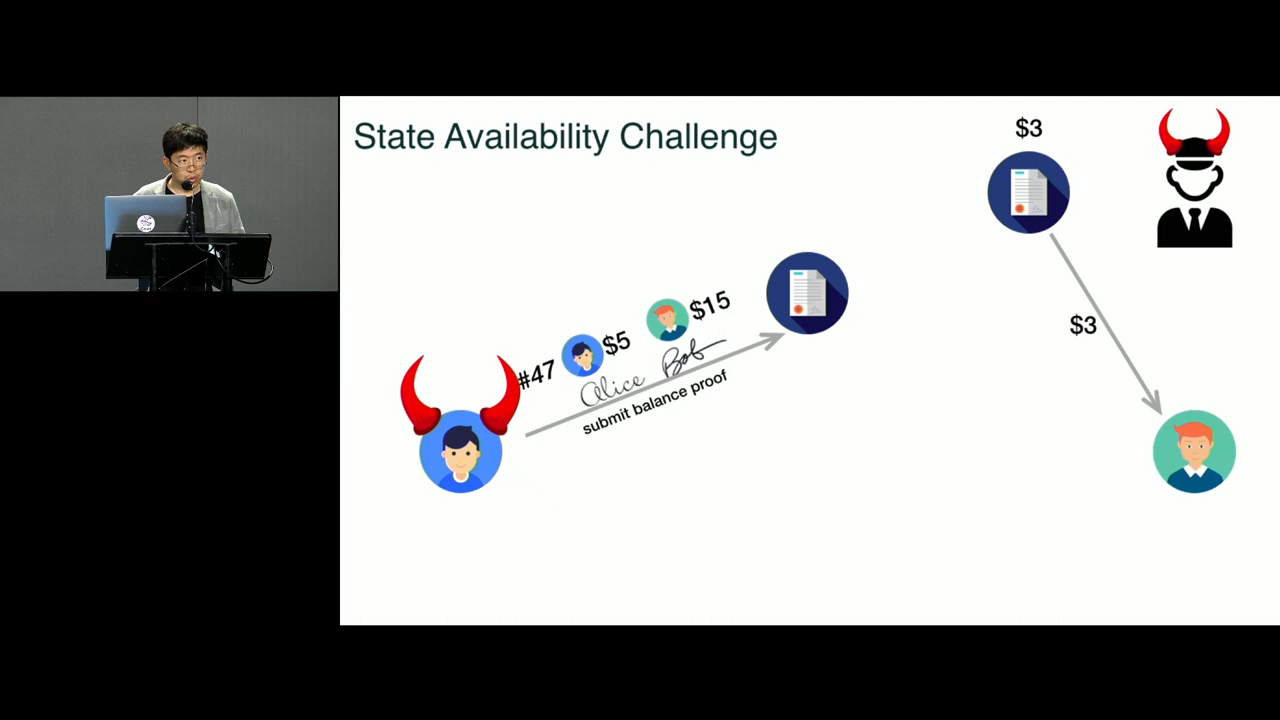 State Availability Challenge
$3
#47
$5
$15
Alice Bob
submit balance proof
$3